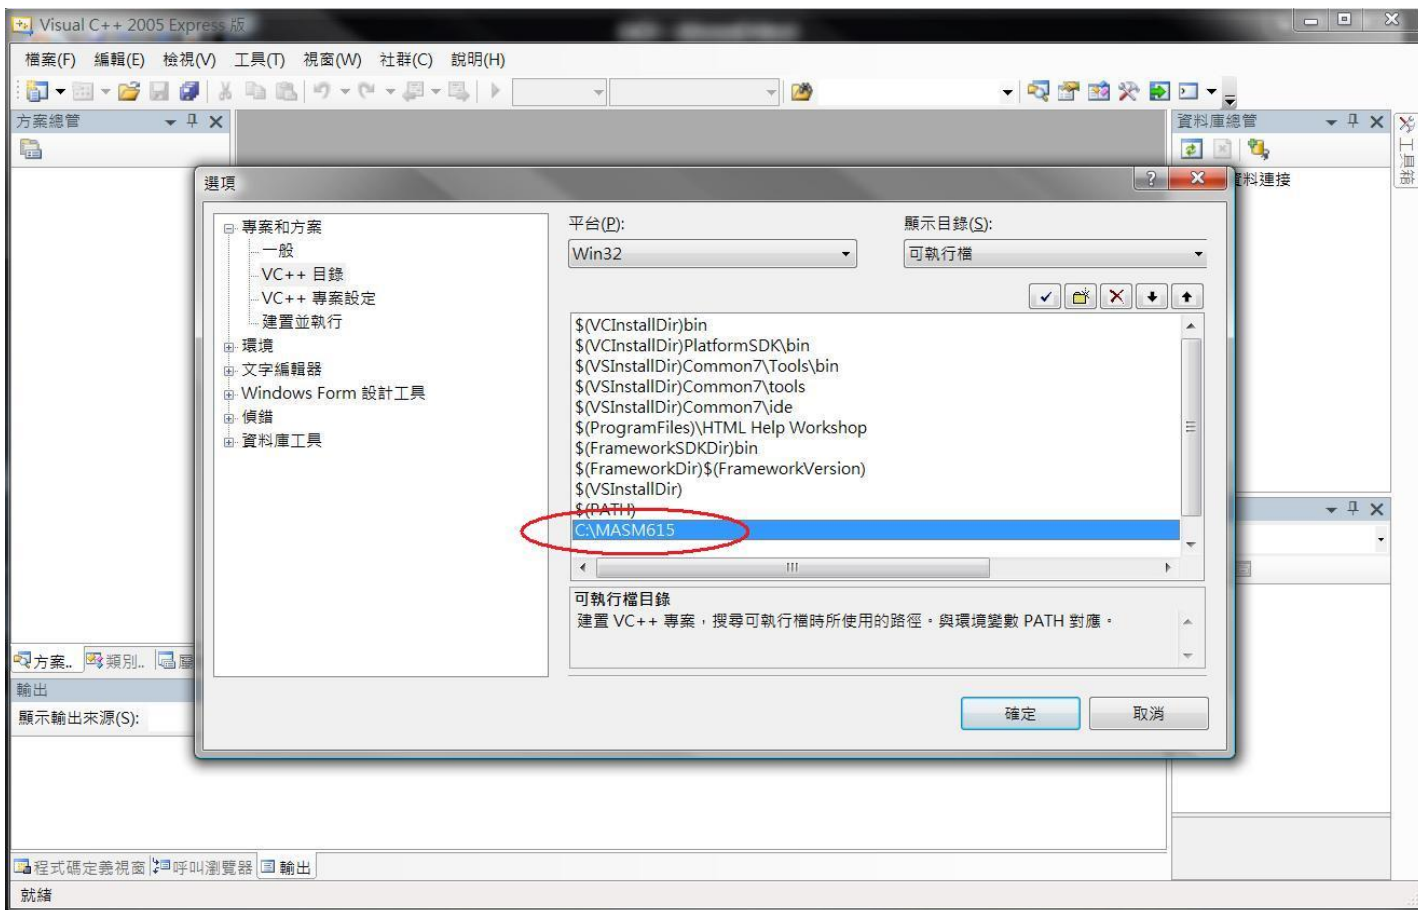 Visual C++ 2005 Express 版
檔案(F) 編輯(E) 檢視(V) 工具(T) 視窗(W) 社群(C) 說明(H)
方案總管
資料庫總管
資料連接
工具箱
選項
專案和方案
一般
VC++ 目錄
VC++ 專案設定
建置並執行
環境
文字編輯器
Windows Form 設計工具
偵錯
資料庫工具
平台(P):
Win32
顯示目錄(S):
可執行檔
$(VCInstallDir)bin
$(VCInstallDir)PlatformSDK\bin
$(VSInstallDir)Common7\Tools\bin
$(VSInstallDir)Common7\tools
$(VSInstallDir)Common7\ide
$(ProgramFiles)\HTML Help Workshop
$(FrameworkSDKDir)bin
$(FrameworkDir)$(FrameworkVersion)
$(VSInstallDir)
$(PATH)
C:\MASM615
可執行檔目錄
建置 VC++ 專案，搜尋可執行檔時所使用的路徑。與環境變數 PATH 對應。
確定 取消
方案.. 類別..
輸出
顯示輸出來源(S):
程式碼定義視窗 呼叫瀏覽器 輸出
就緒